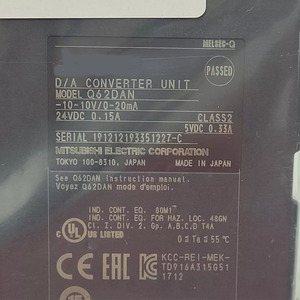 MELSEC-Q
PASSED
D/A CONVERTER UNIT
MODEL Q62DAN
-10-10V/0-20mA
24VDC 0.15A CLASS2
5VDC 0.33A
SERIAL 191212193351227-C
MITSUBISHI ELECTRIC CORPORATION
TOKYO 100-8310, JAPAN MADE IN JAPAN
See Q62DAN Instruction manual.
Voyez Q62DAN mode d'emploi.
IND. CONT. EQ. 80M1
IND. CONT. EQ. FOR HAZ. LOC. 48GN
Cl. I, DIV. 2, Gp. A,B,C,D T4A
C UL US LISTED 0≤Ta≤55℃
KCC-REI-MEK-
TD916A315G51
1712